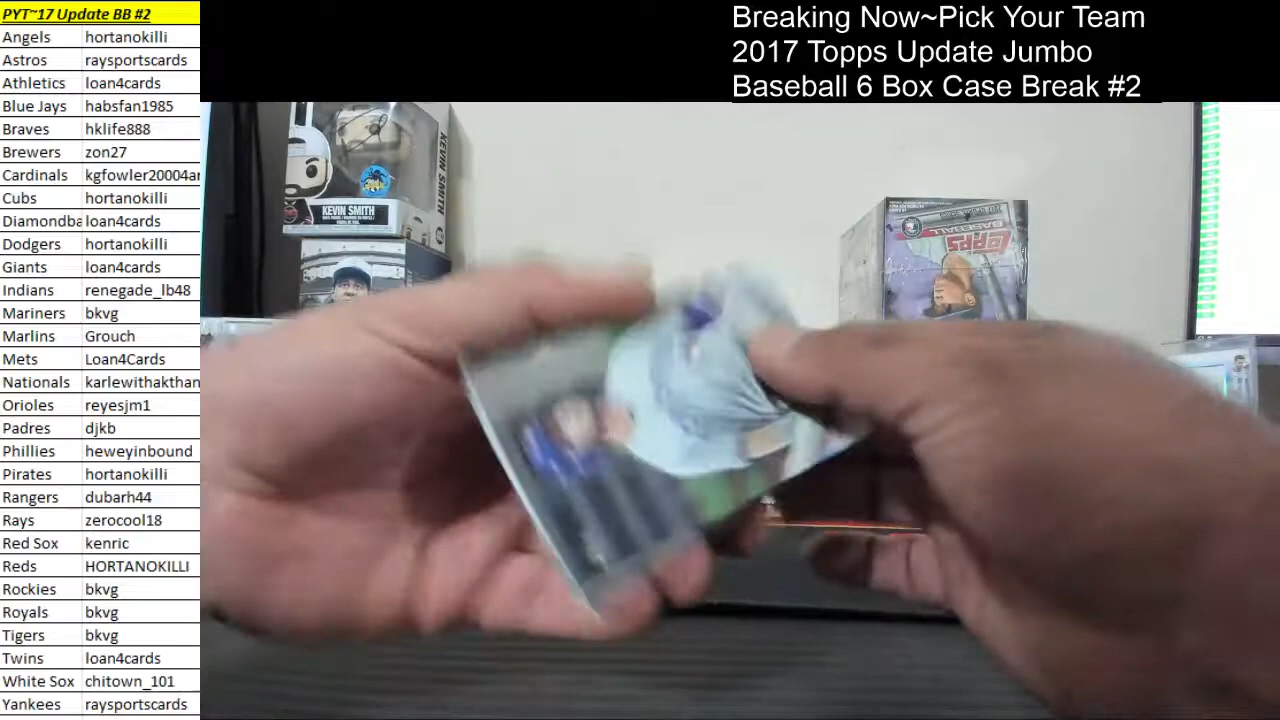 PYT~17 Update BB #2
Angels hortanokilli
Astros raysportscards
Athletics loan4cards
Blue Jays habsfan1985
Braves hklife888
Brewers zon27
Cardinals kgfowler20004ar
Cubs hortanokilli
Diamondba loan4cards
Dodgers hortanokilli
Giants loan4cards
Indians renegade_lb48
Mariners bkvg
Marlins Grouch
Mets Loan4Cards
Nationals karlewithakthan
Orioles reyesjm1
Padres djkb
Phillies heweyinbound
Pirates hortanokilli
Rangers dubarh44
Rays zerocool18
Red Sox kenric
Reds HORTANOKILLI
Rockies bkvg
Royals bkvg
Tigers bkvg
Twins loan4cards
White Sox chitown_101
Yankees raysportscards
Breaking Now~Pick Your Team
2017 Topps Update Jumbo
Baseball 6 Box Case Break #2
KEVIN SMITH
KEVIN SMITH
Topps
BASEBALL